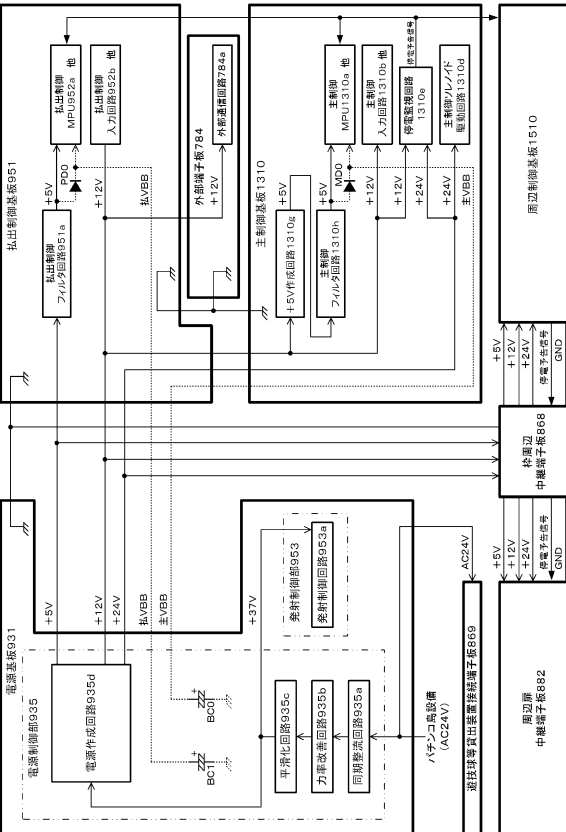 払出制御基板951
払出制御
MPU952a 他
払出制御
入力回路952b 他
PD0
+5V
+12V
払VBB
払出制御
フィルタ回路951a
外部端子板784
外部通信回路784a
+12V
主制御基板1310
主制御
MPU1310a 他
主制御
入力回路1310b 他
停電予告信号
停電監視回路
1310e
主制御ソレノイド
駆動回路1310d
+5V
+5V
MD0
+12V
+12V
+24V
+24V
主VBB
+5V作成回路1310g
主制御
フィルタ回路1310h
周辺制御基板1510
+5V
+12V
+24V
停電予告信号
GND
枠周辺
中継端子板868
+5V
+12V
+24V
停電予告信号
GND
周辺扉
中継端子板882
電源基板931
+5V
+12V
+24V
払VBB
主VBB
+37V
AC24V
電源制御部935
電源作成回路935d
BC1
+
BC0
+
発射制御部953
発射制御回路953a
平滑化回路935c
力率改善回路935b
同期整流回路935a
パチンコ島設備
(AC24V)
遊技球等貸出装置接続端子板869